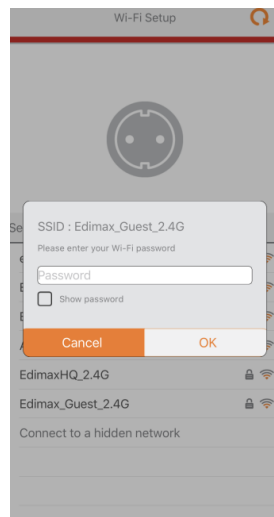 Wi-Fi Setup
Se
SSID : Edimax_Guest_2.4G
Please enter your Wi-Fi password
Password
Show password
Cancel
OK
EdimaxHQ_2.4G
Edimax_Guest_2.4G
Connect to a hidden network